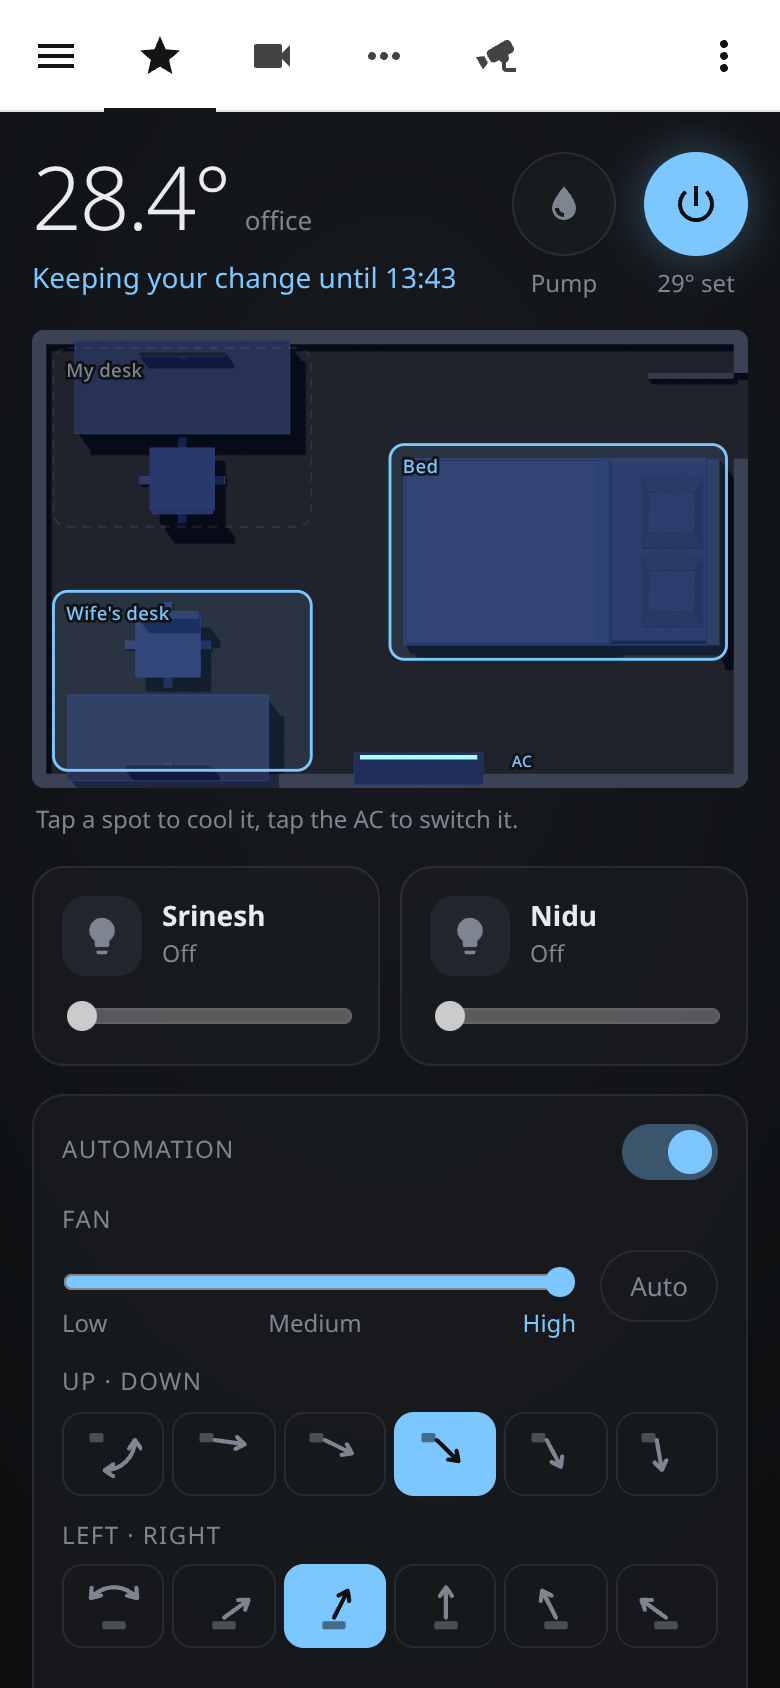 28.4° office
Keeping your change until 13:43
Pump
29° set
My desk
Bed
Wife's desk
AC
Tap a spot to cool it, tap the AC to switch it.
Srinesh
Off
Nidu
Off
AUTOMATION
FAN
Auto
Low Medium High
UP · DOWN
LEFT · RIGHT